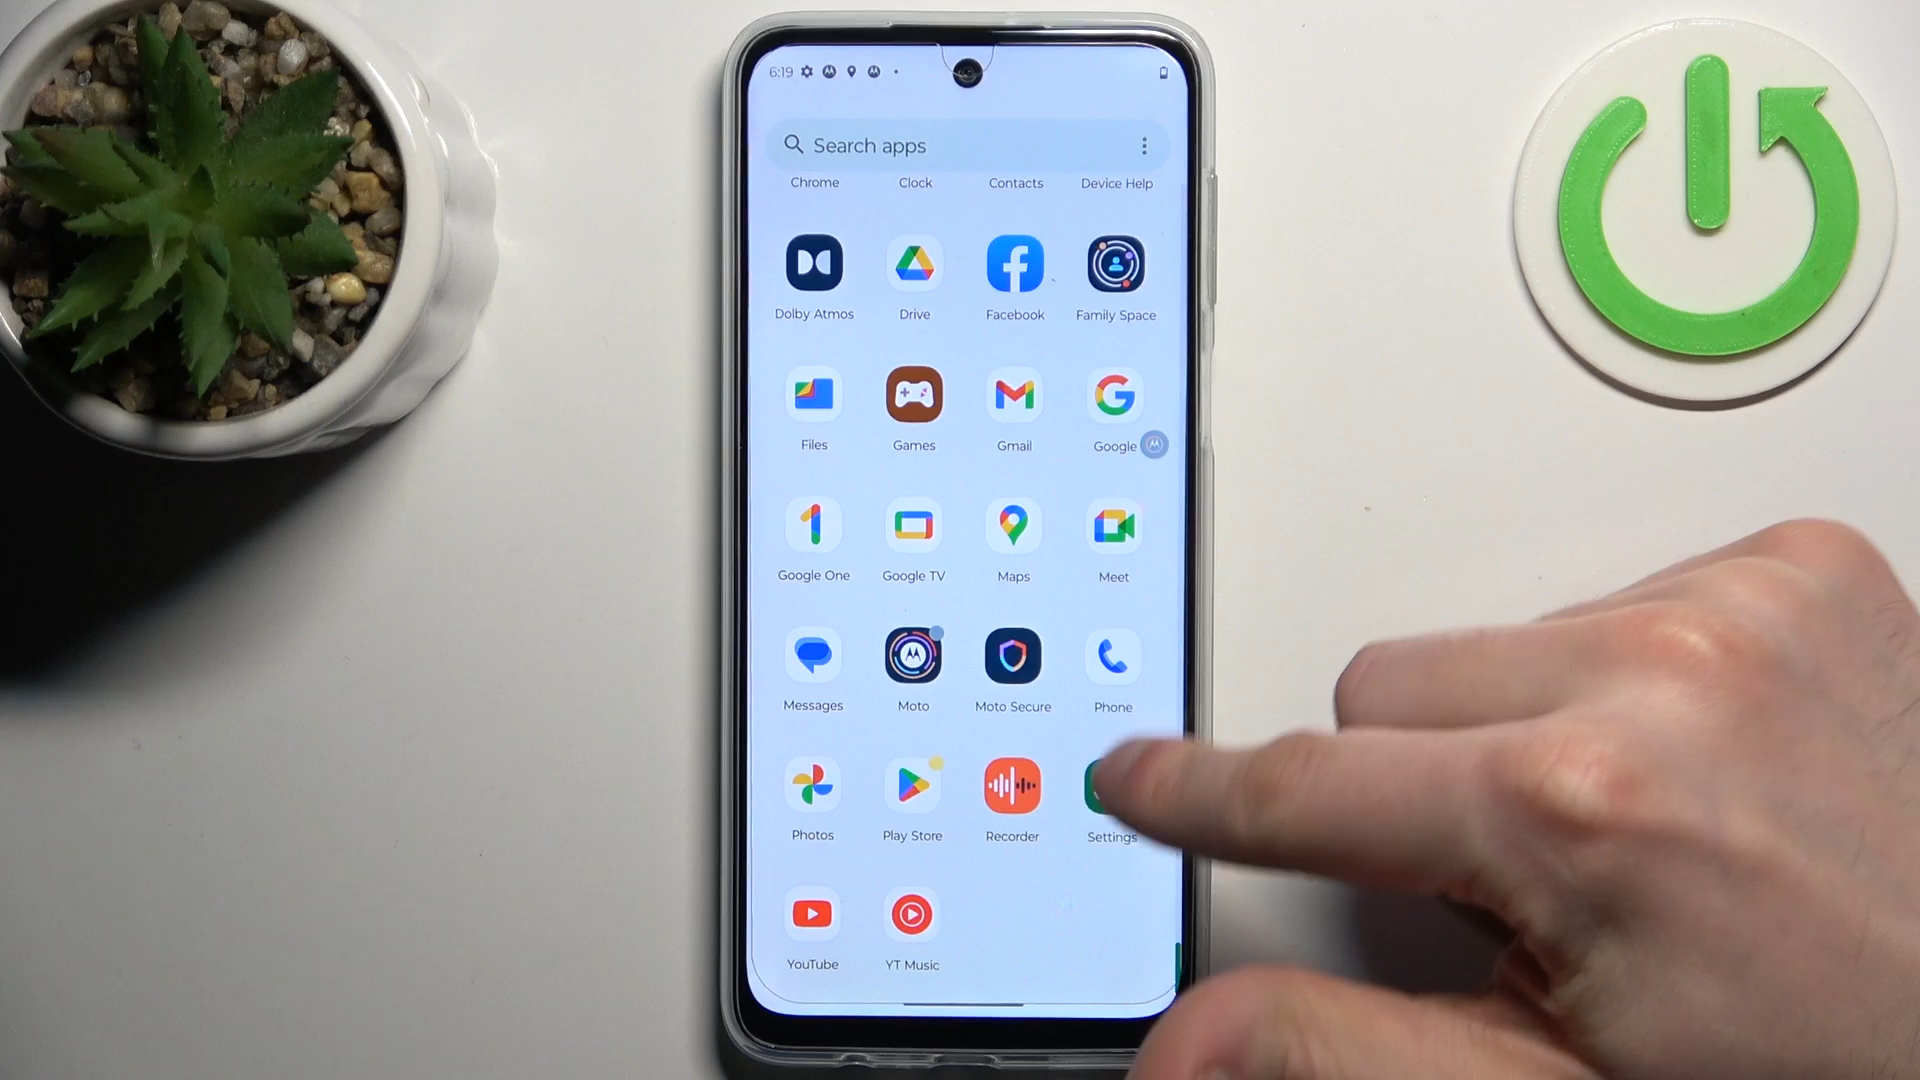 6:19
Search apps
Chrome Clock Contacts Device Help
Dolby Atmos Drive Facebook Family Space
Files Games Gmail Google
Google One Google TV Maps Meet
Messages Moto Moto Secure Phone
Photos Play Store Recorder Settings
YouTube YT Music